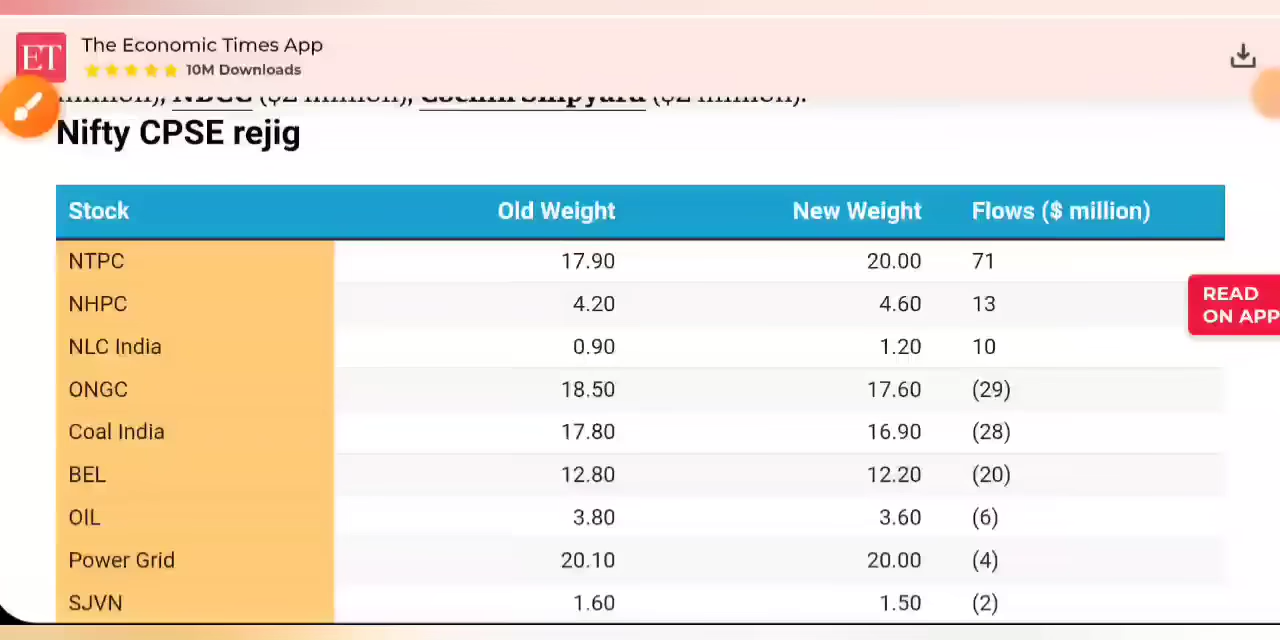 The Economic Times App
ET
10M Downloads
Nifty CPSE rejig
Stock Old Weight New Weight Flows ($ million)
NTPC 17.90 20.00 71
NHPC 4.20 4.60 13
NLC India 0.90 1.20 10
ONGC 18.50 17.60 (29)
Coal India 17.80 16.90 (28)
BEL 12.80 12.20 (20)
OIL 3.80 3.60 (6)
Power Grid 20.10 20.00 (4)
SJVN 1.60 1.50 (2)
READ
ON APP